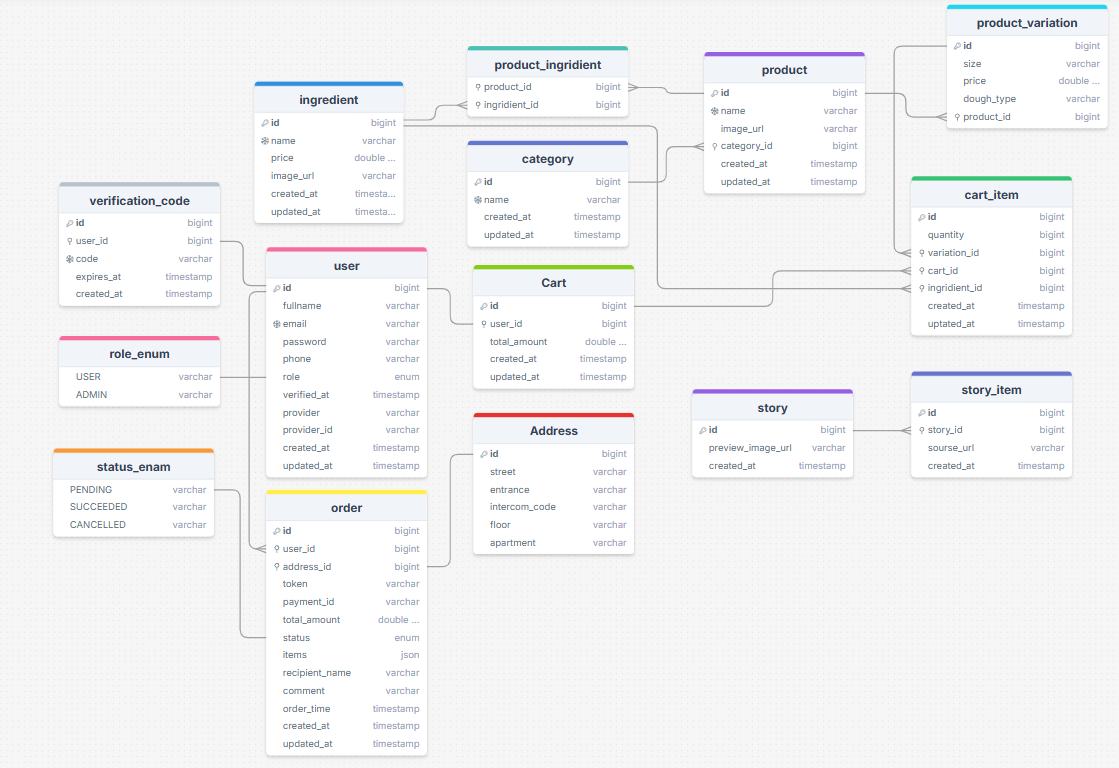 product_variation
id bigint
size varchar
price double ...
dough_type varchar
product_id bigint
product_ingridient
product_id bigint
ingridient_id bigint
product
id bigint
name varchar
image_url varchar
category_id bigint
created_at timestamp
updated_at timestamp
ingredient
id bigint
name varchar
price double ...
image_url varchar
created_at timesta...
updated_at timesta...
category
id bigint
name varchar
created_at timestamp
updated_at timestamp
cart_item
id bigint
quantity bigint
variation_id bigint
cart_id bigint
ingridient_id bigint
created_at timestamp
uptated_at timestamp
verification_code
id bigint
user_id bigint
code varchar
expires_at timestamp
created_at timestamp
user
id bigint
fullname varchar
email varchar
password varchar
phone varchar
role enum
verified_at timestamp
provider varchar
provider_id varchar
created_at timestamp
updated_at timestamp
Cart
id bigint
user_id bigint
total_amount double ...
created_at timestamp
updated_at timestamp
role_enum
USER varchar
ADMIN varchar
story
id bigint
preview_image_url varchar
created_at timestamp
story_item
id bigint
story_id bigint
sourse_url varchar
created_at timestamp
Address
id bigint
street varchar
entrance varchar
intercom_code varchar
floor varchar
apartment varchar
status_enam
PENDING varchar
SUCCEEDED varchar
CANCELLED varchar
order
id bigint
user_id bigint
address_id bigint
token varchar
payment_id varchar
total_amount double ...
status enum
items json
recipient_name varchar
comment varchar
order_time timestamp
created_at timestamp
updated_at timestamp